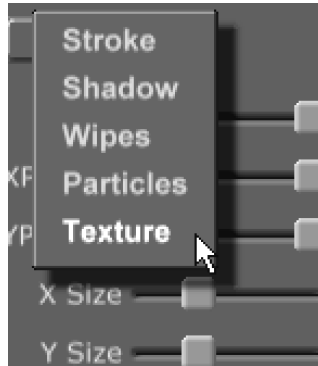 Stroke
Shadow
Wipes
Particles
Texture
X Size
Y Size